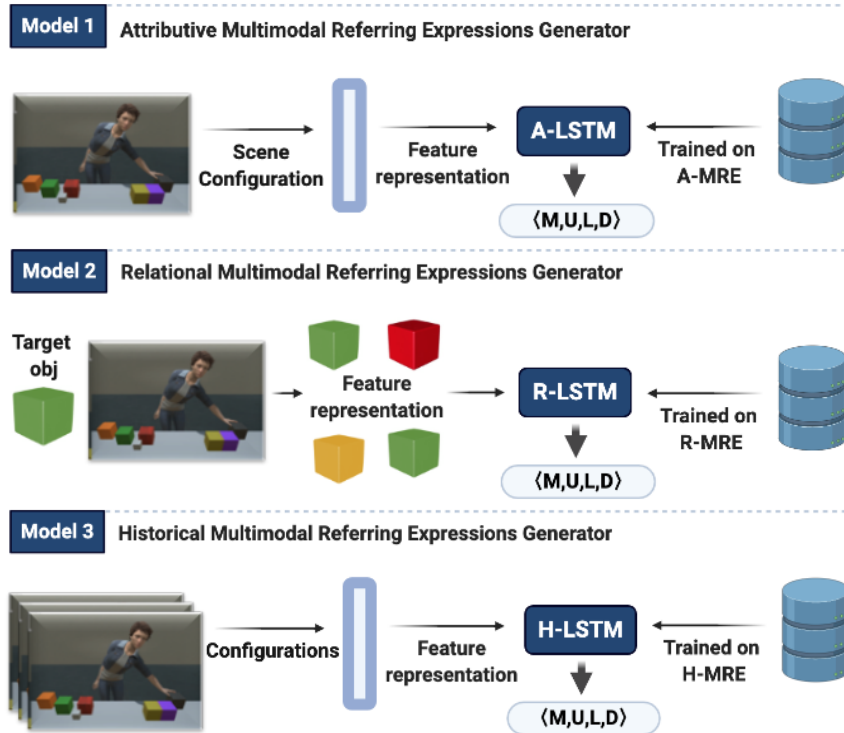 Model 1
Attributive Multimodal Referring Expressions Generator
Scene
Configuration
Feature
representation
A-LSTM
Trained on
A-MRE
⟨M,U,L,D⟩
Model 2
Relational Multimodal Referring Expressions Generator
Target
obj
Feature
representation
R-LSTM
Trained on
R-MRE
⟨M,U,L,D⟩
Model 3
Historical Multimodal Referring Expressions Generator
Configurations
Feature
representation
H-LSTM
Trained on
H-MRE
⟨M,U,L,D⟩